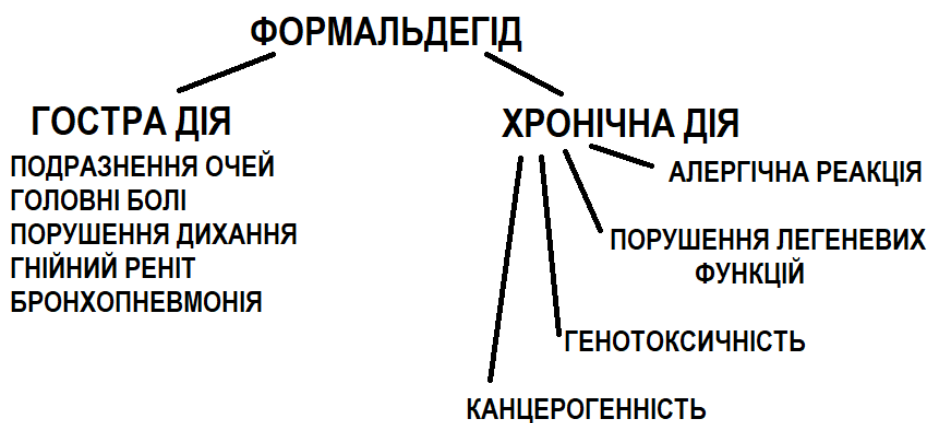 ФОРМАЛЬДЕГІД
ГОСТРА ДІЯ
ПОДРАЗНЕННЯ ОЧЕЙ
ГОЛОВНІ БОЛІ
ПОРУШЕННЯ ДИХАННЯ
ГНІЙНИЙ РЕНІТ
БРОНХОПНЕВМОНІЯ
ХРОНІЧНА ДІЯ
АЛЕРГІЧНА РЕАКЦІЯ
ПОРУШЕННЯ ЛЕГЕНЕВИХ
ФУНКЦІЙ
ГЕНОТОКСИЧНІСТЬ
КАНЦЕРОГЕННІСТЬ